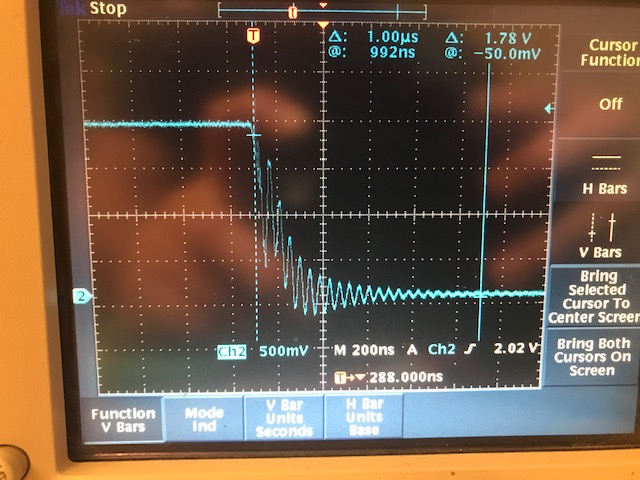 Tek Stop
T
Δ: 1.00µs Δ: 1.78 V
@: 992ns @: −50.0mV
Cursor
Function
Off
H Bars
V Bars
Bring
Selected
Cursor To
Center Screen
Bring Both
Cursors On
Screen
2
Ch2 500mV M 200ns A Ch2 2.02 V
T 288.000ns
Function
V Bars
Mode
Ind
V Bar
Units
Seconds
H Bar
Units
Base